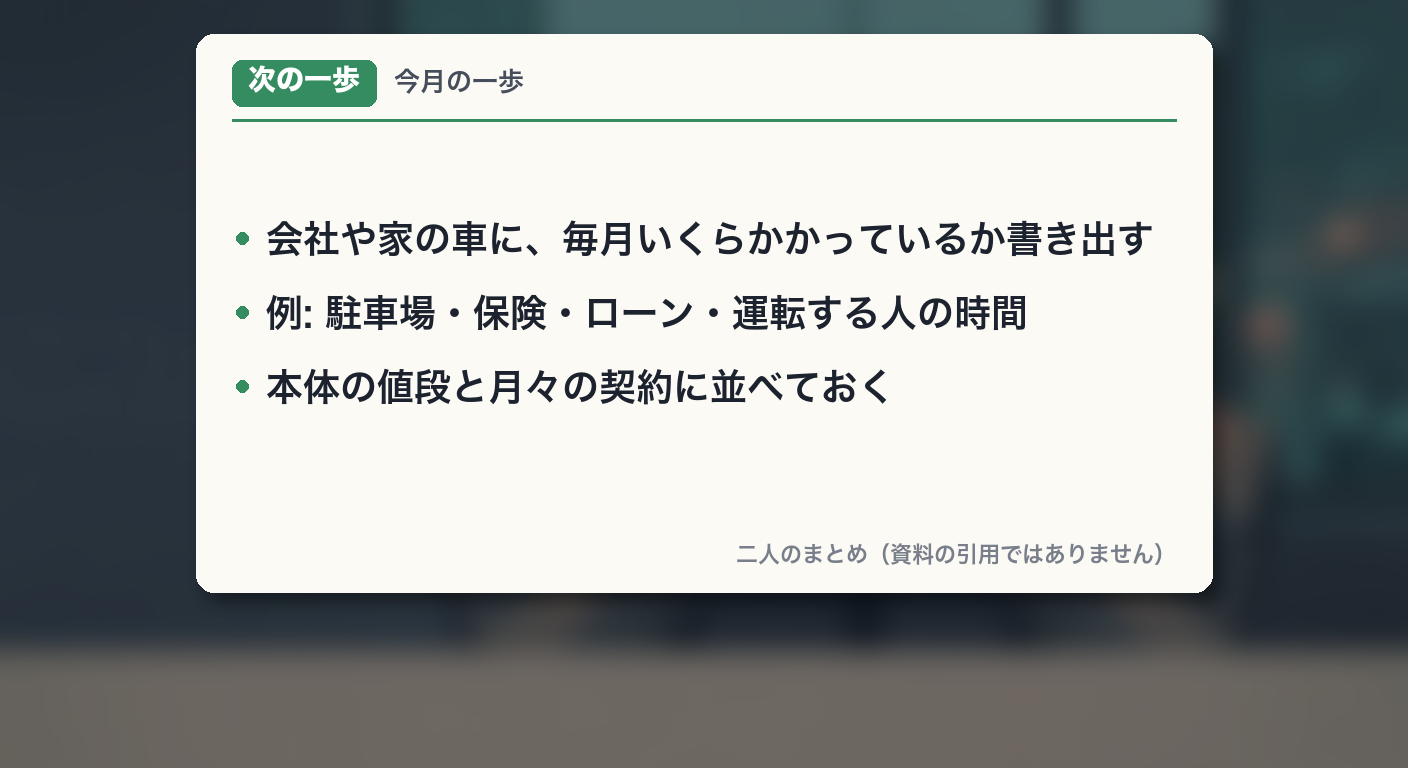 次の一歩 今月の一歩
会社や家の車に、毎月いくらかかっているか書き出す
例: 駐車場・保険・ローン・運転する人の時間
本体の値段と月々の契約に並べておく
二人のまとめ（資料の引用ではありません）